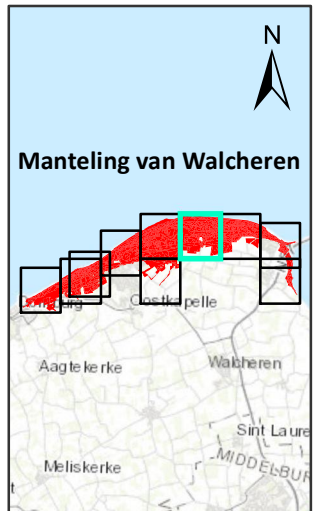 N
Manteling van Walcheren
Oostkapelle
Aagtekerke
Walcheren
Sint Laure
MIDDELBUR
Meliskerke
t